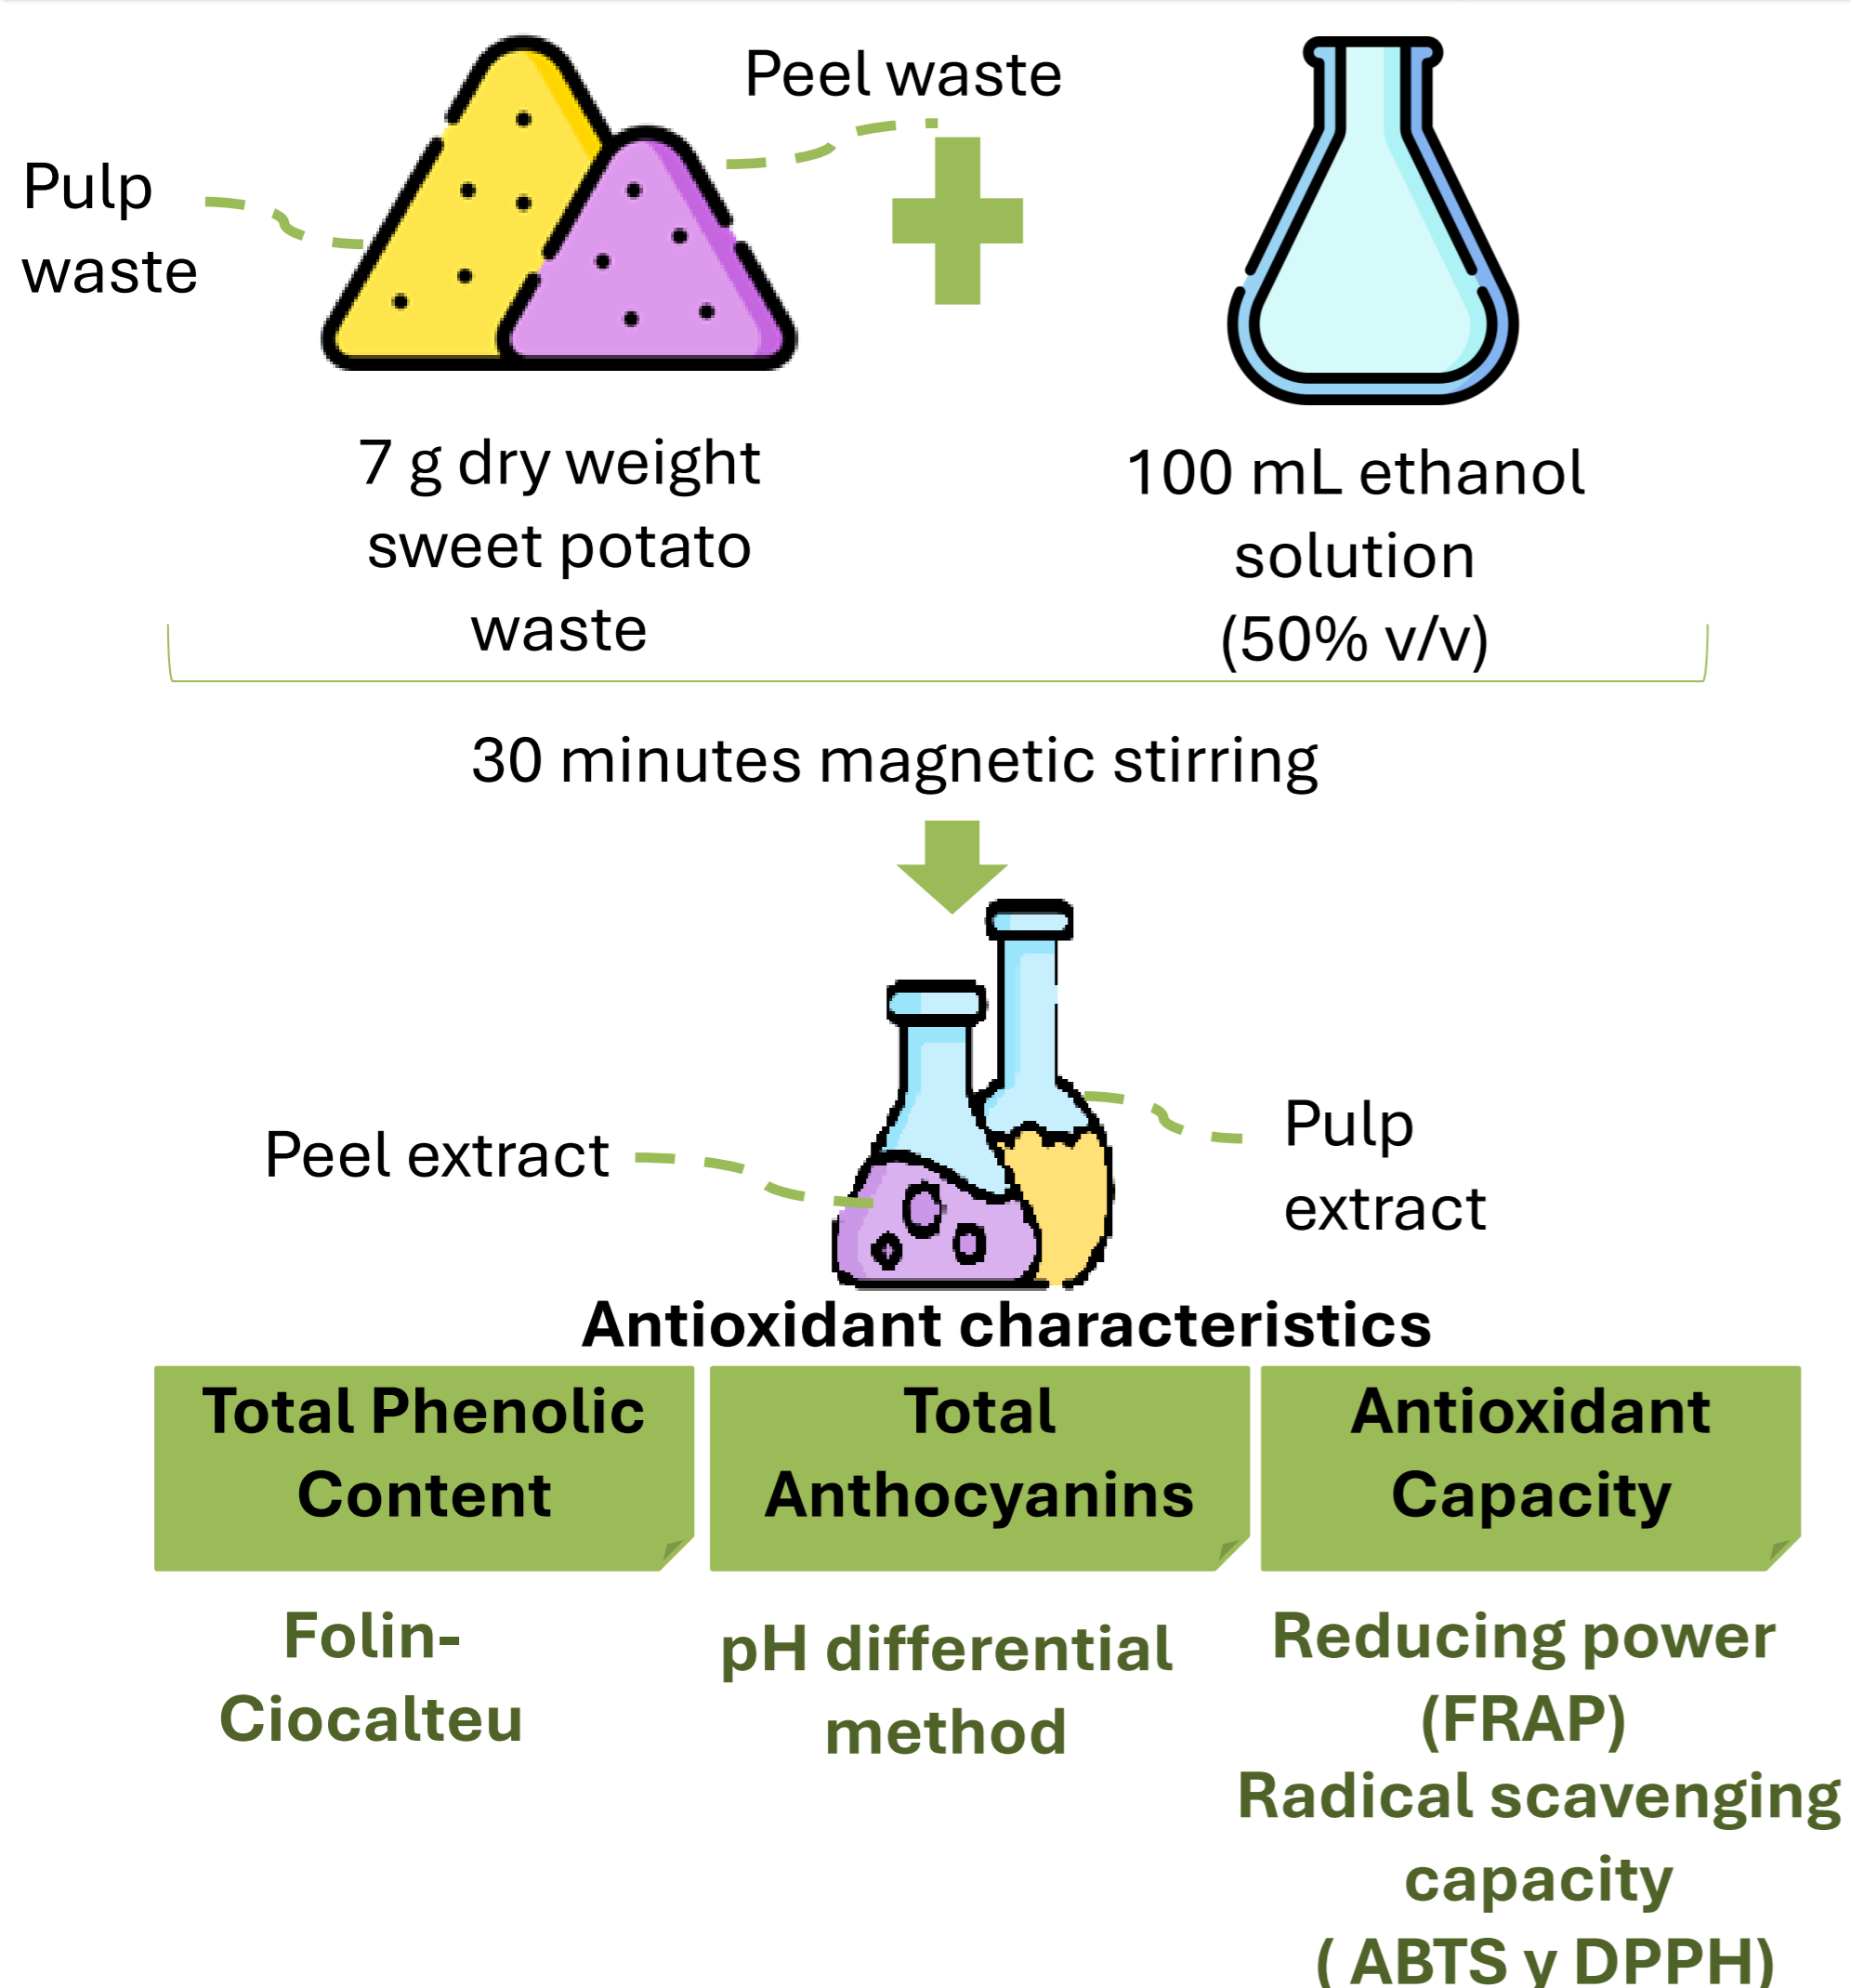 Peel waste
Pulp
waste
7 g dry weight
sweet potato
waste
100 mL ethanol
solution
(50% v/v)
30 minutes magnetic stirring
Peel extract
Pulp
extract
Antioxidant characteristics
Total Phenolic
Content
Total
Anthocyanins
Antioxidant
Capacity
Folin-
Ciocalteu
pH differential
method
Reducing power
(FRAP)
Radical scavenging
capacity
( ABTS y DPPH)